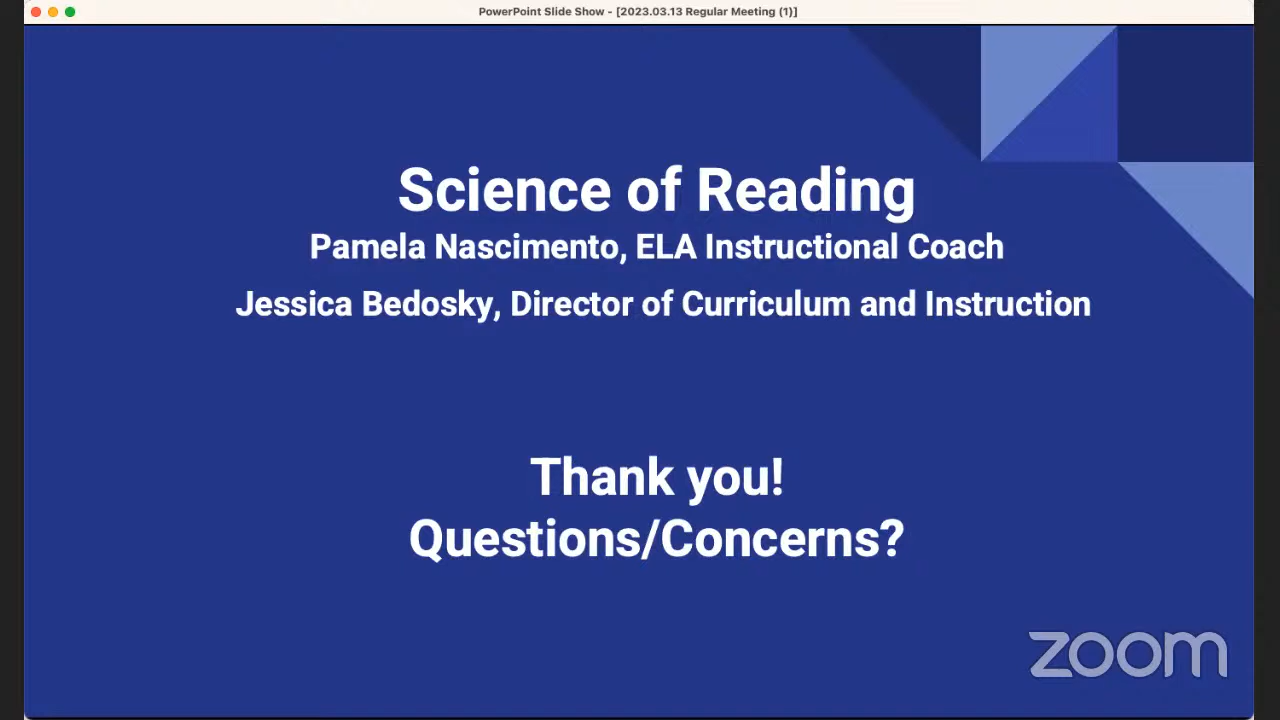 PowerPoint Slide Show - [2023.03.13 Regular Meeting (1)]
Science of Reading
Pamela Nascimento, ELA Instructional Coach
Jessica Bedosky, Director of Curriculum and Instruction
Thank you!
Questions/Concerns?
zoom